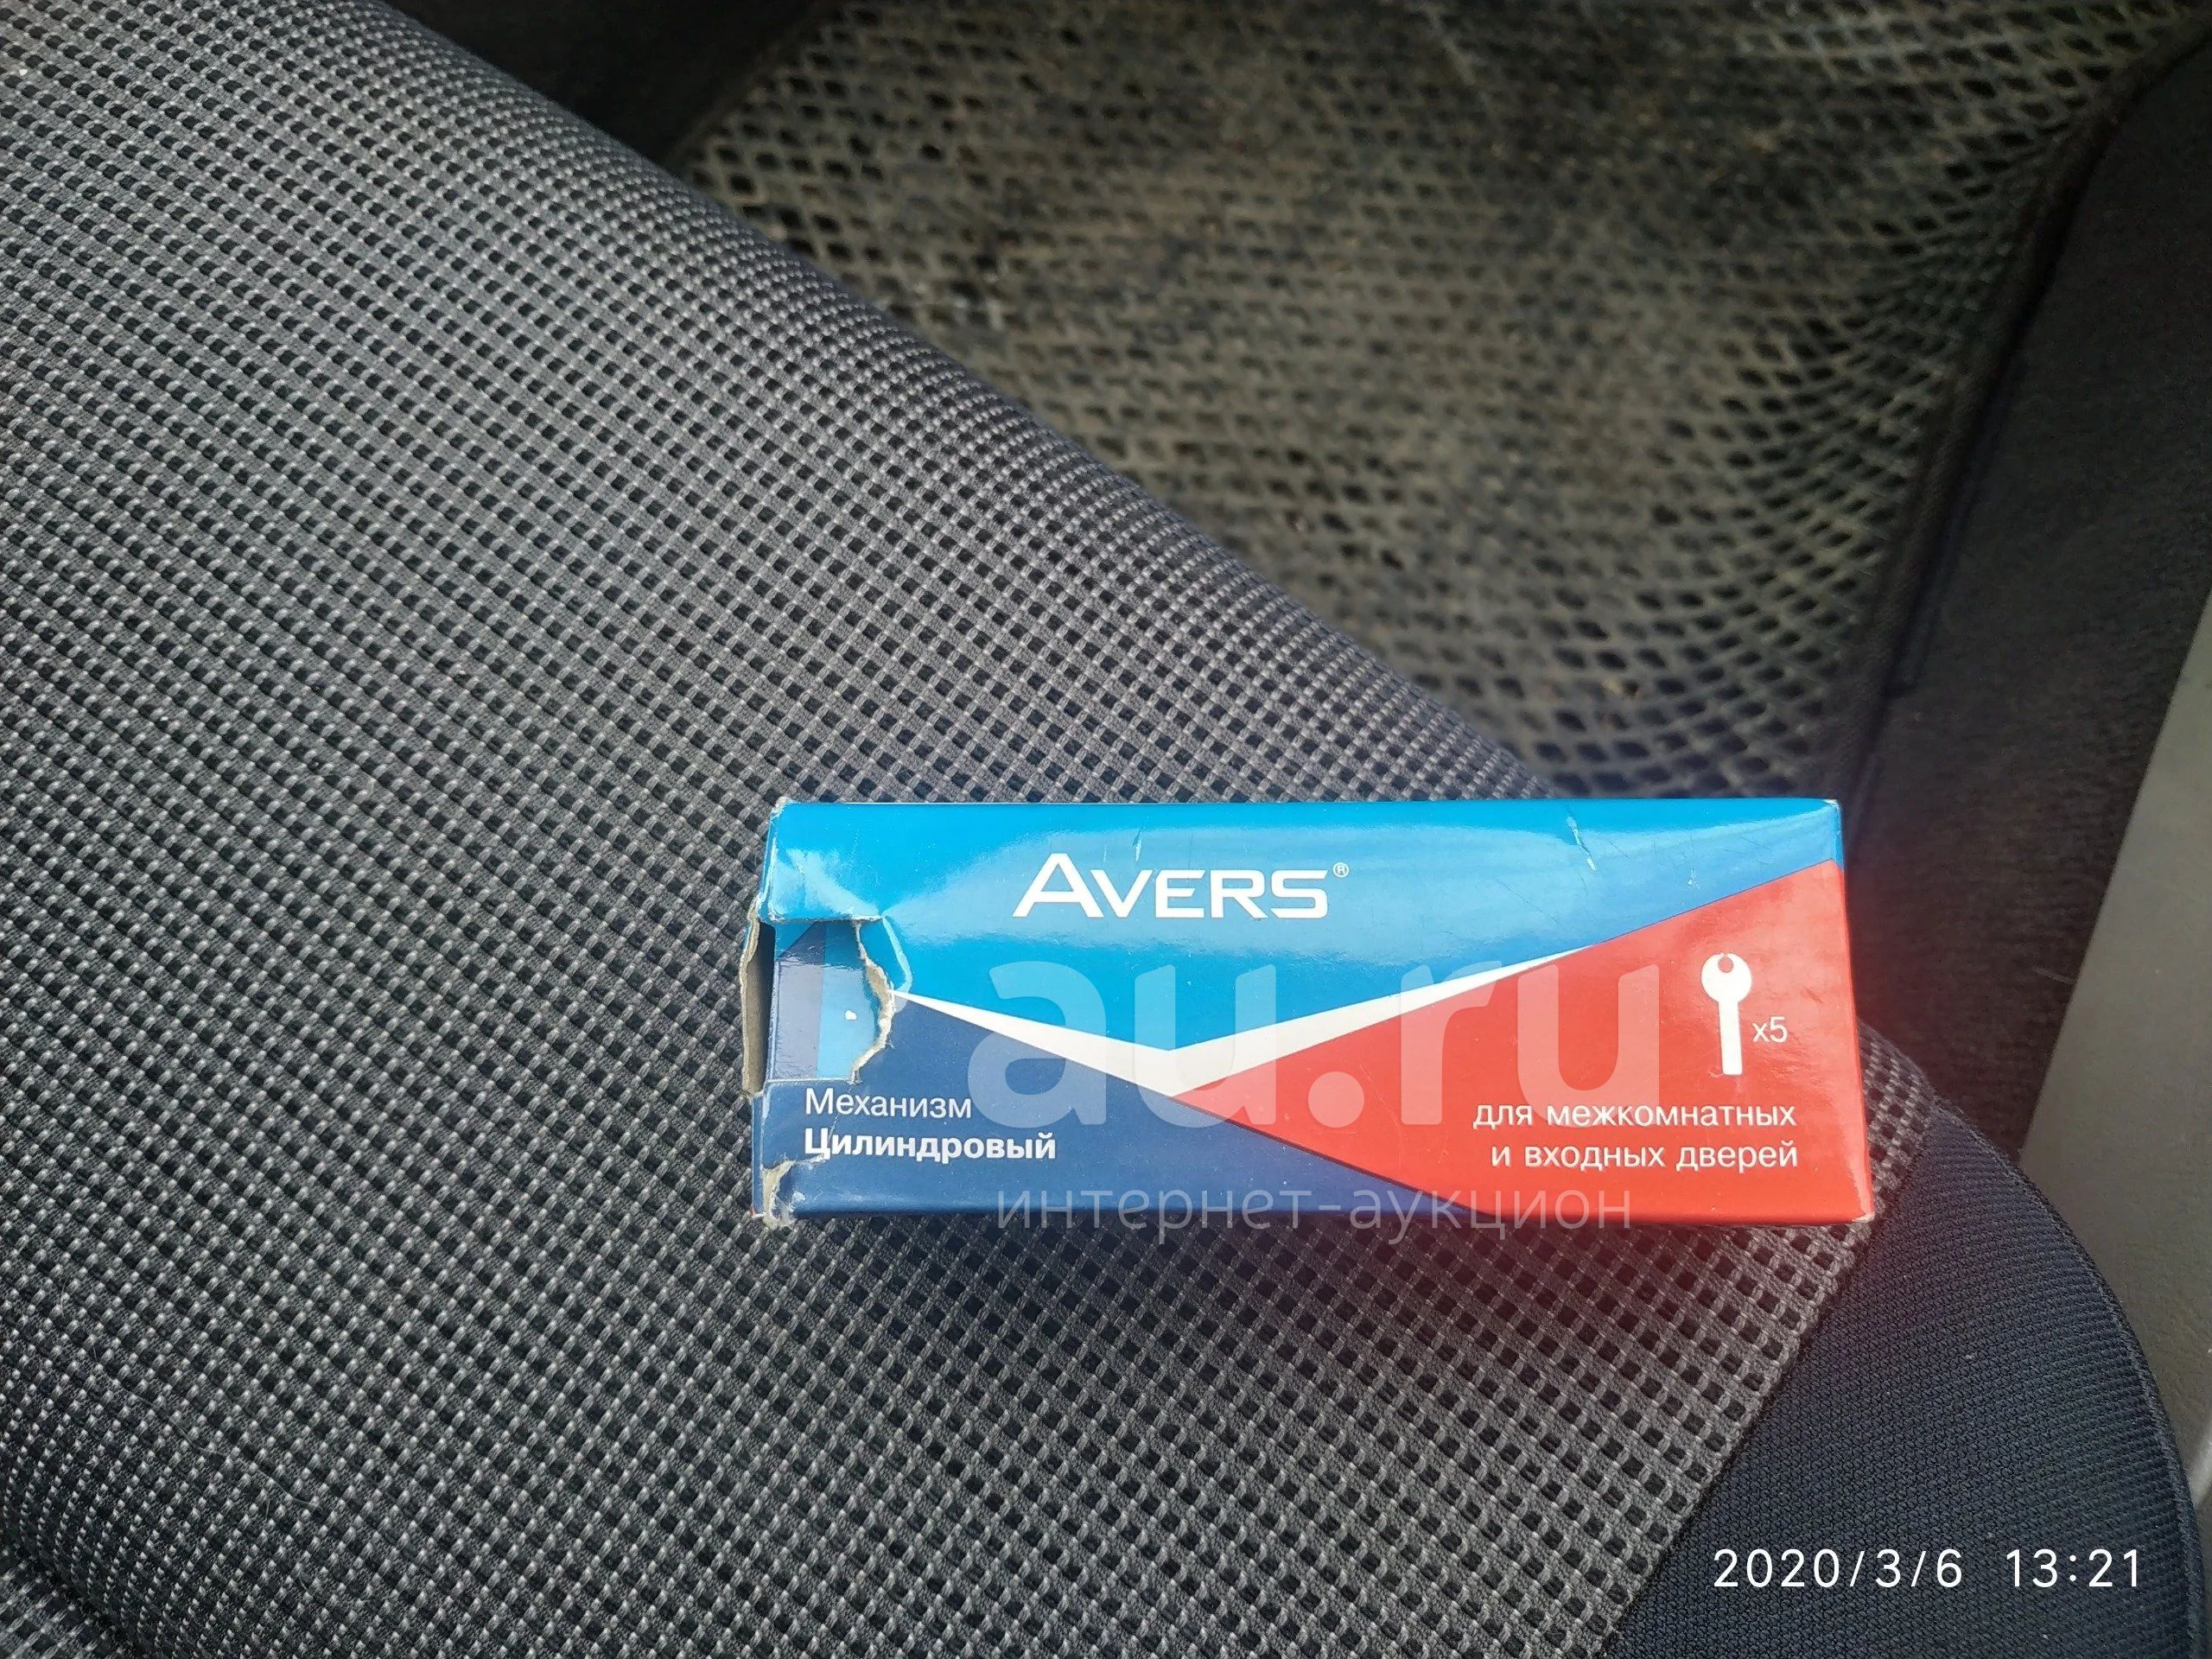 AVERS®
au.ru
x5
Механизм
Цилиндровый
для межкомнатных
и входных дверей
интернет-аукцион
2020/3/6 13:21